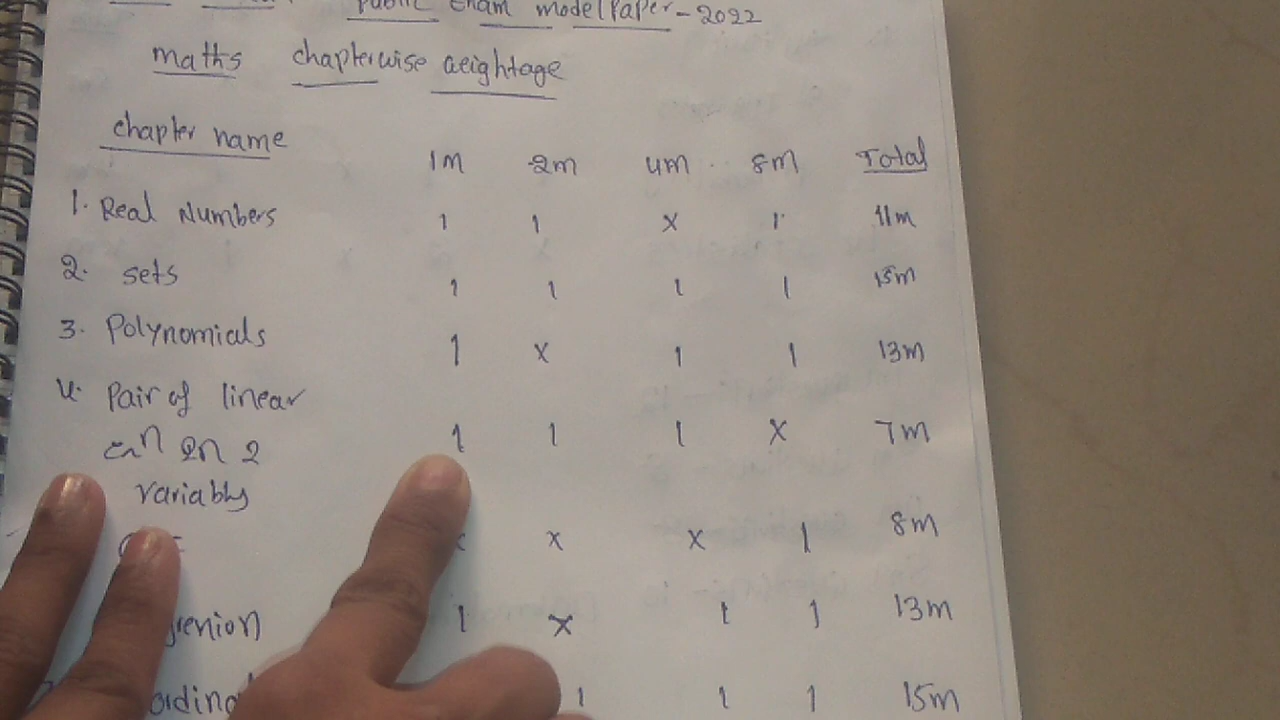 Public Exam model Paper - 2022
maths chapterwise weightage
chapter name 1M 2m 4m 8m Total
1. Real Numbers 1 1 x 1 11m
2. sets 1 1 1 1 15m
3. Polynomials 1 x 1 1 13m
4. Pair of linear
en in 2 1 1 1 x 7m
variables
x x x 1 8m
1 x 1 1 13m
1 1 1 15m